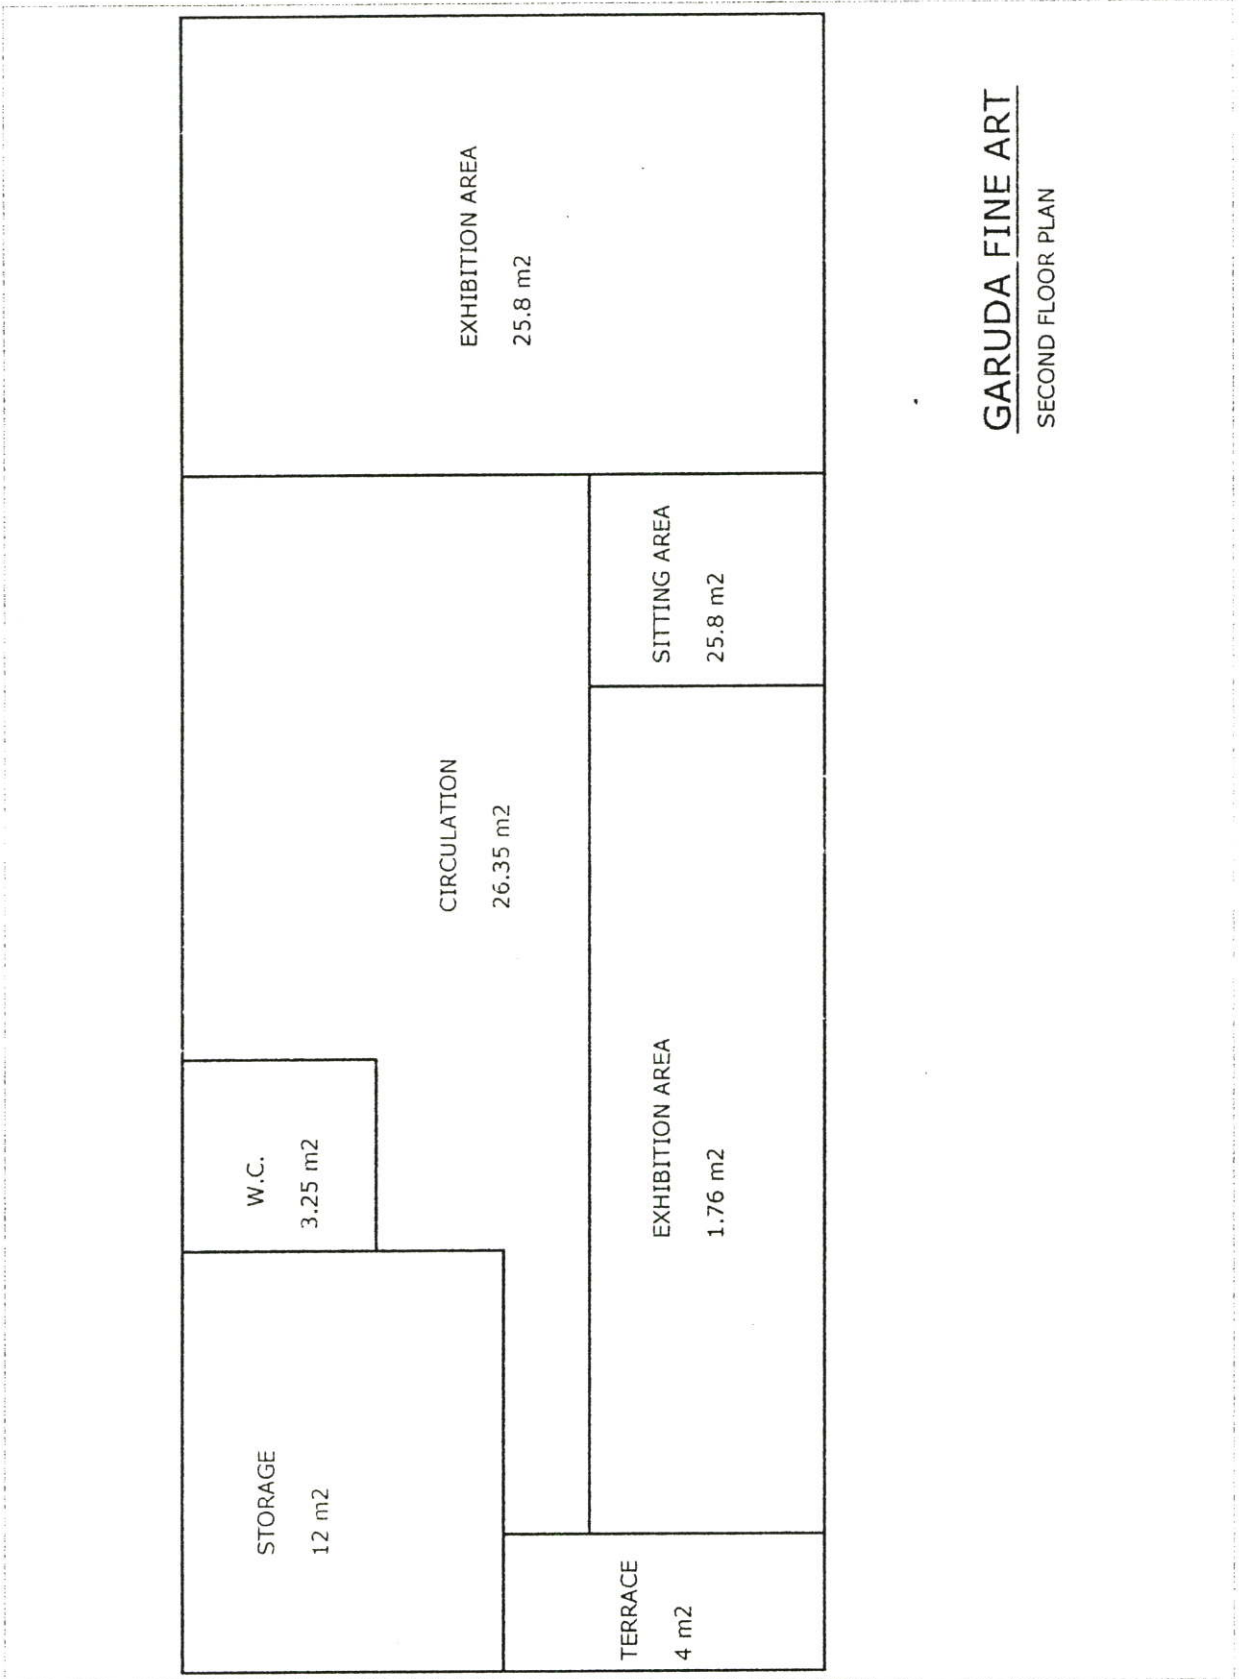 STORAGE
12 m2
W.C.
3.25 m2
CIRCULATION
26.35 m2
EXHIBITION AREA
25.8 m2
TERRACE
4 m2
EXHIBITION AREA
1.76 m2
SITTING AREA
25.8 m2
GARUDA FINE ART
SECOND FLOOR PLAN